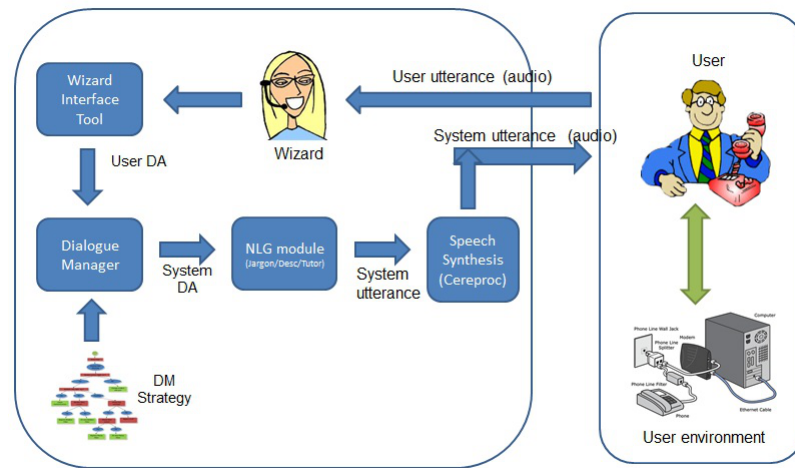 User utterance (audio)
System utterance (audio)
Wizard
Interface
Tool
Wizard
User DA
Dialogue
Manager
System
DA
NLG module
(Jargon/Desc/Tutor)
System
utterance
Speech
Synthesis
(Cereproc)
DM
Strategy
User
Computer
Phone Line Wall Jack
Phone Line
Splitter
Modem
Phone Line Filter
Phone
Ethernet Cable
User environment